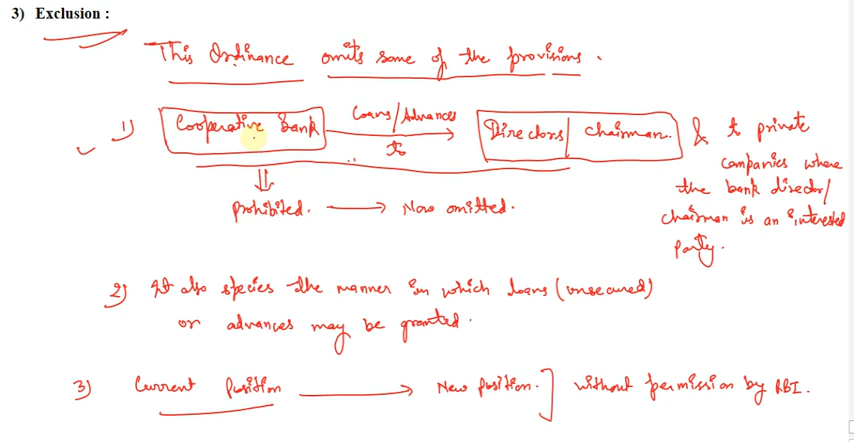 3) Exclusion :
This Ordinance omits some of the provisions.
1) Cooperative bank Loans/Advances to Directors/ Chairman. & to private
companies where
the bank director/
chairman is an interested
party.
Prohibited. → Now omitted.
2) It also species the manner in which loans (unsecured)
or advances may be granted.
3) Current Position → New position. ] without permission by RBI.